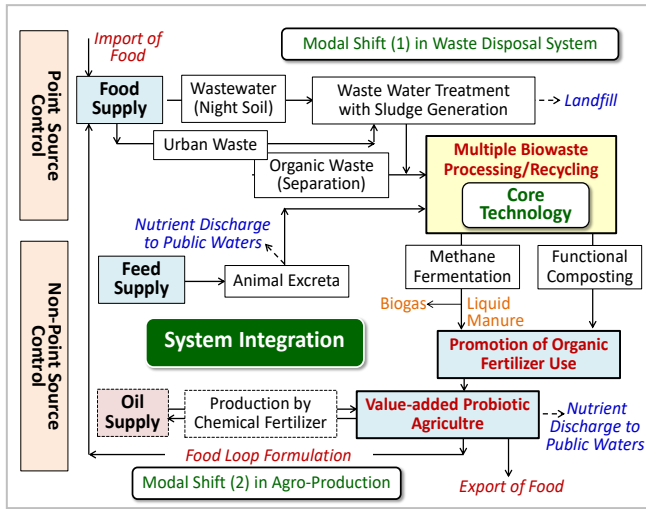 Import of
Food
Modal Shift (1) in Waste Disposal System
Point Source
Control
Food
Supply
Wastewater
(Night Soil)
Waste Water Treatment
with Sludge Generation
Landfill
Urban Waste
Organic Waste
(Separation)
Multiple Biowaste
Processing/Recycling
Core
Technology
Nutrient Discharge
to Public Waters
Non-Point Source
Control
Feed
Supply
Animal Excreta
Methane
Fermentation
Functional
Composting
Biogas
Liquid
Manure
System Integration
Promotion of Organic
Fertilizer Use
Oil
Supply
Production by
Chemical Fertilizer
Value-added Probiotic
Agricultre
Nutrient
Discharge to
Public Waters
Food Loop Formulation
Modal Shift (2) in Agro-Production
Export of Food